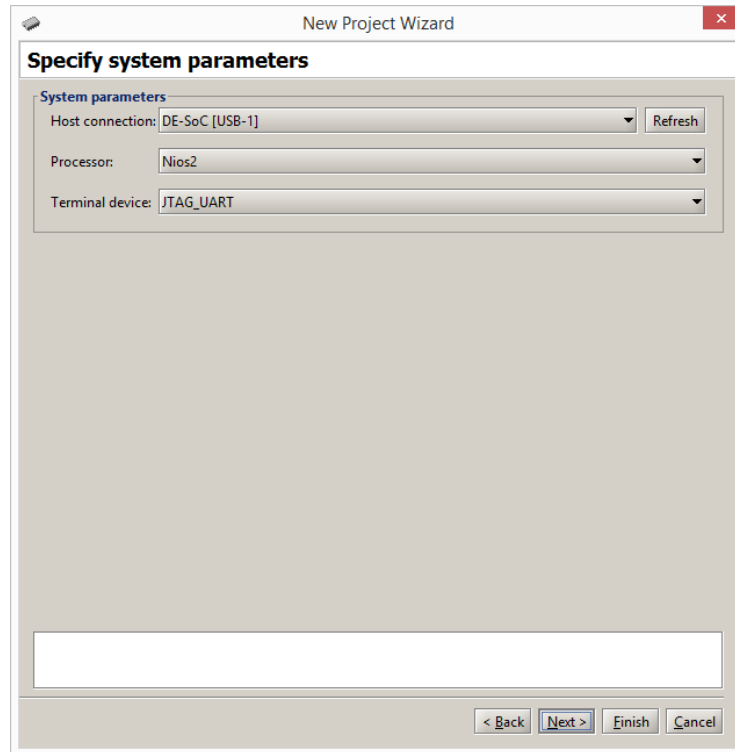 New Project Wizard
Specify system parameters
System parameters
Host connection: DE-SoC [USB-1] Refresh
Processor: Nios2
Terminal device: JTAG_UART
< Back Next > Finish Cancel